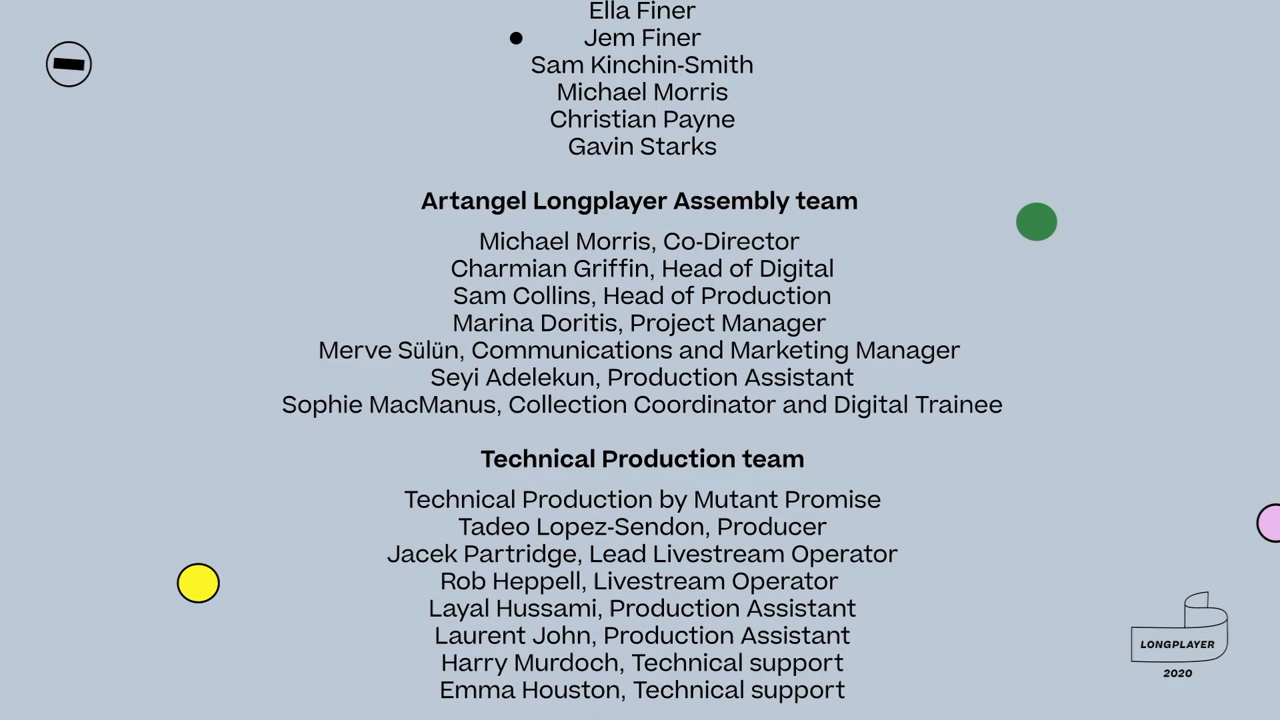 Ella Finer
Jem Finer
Sam Kinchin-Smith
Michael Morris
Christian Payne
Gavin Starks
Artangel Longplayer Assembly team
Michael Morris, Co-Director
Charmian Griffin, Head of Digital
Sam Collins, Head of Production
Marina Doritis, Project Manager
Merve Sülün, Communications and Marketing Manager
Seyi Adelekun, Production Assistant
Sophie MacManus, Collection Coordinator and Digital Trainee
Technical Production team
Technical Production by Mutant Promise
Tadeo Lopez-Sendon, Producer
Jacek Partridge, Lead Livestream Operator
Rob Heppell, Livestream Operator
Layal Hussami, Production Assistant
Laurent John, Production Assistant
Harry Murdoch, Technical support
Emma Houston, Technical support
LONGPLAYER
2020